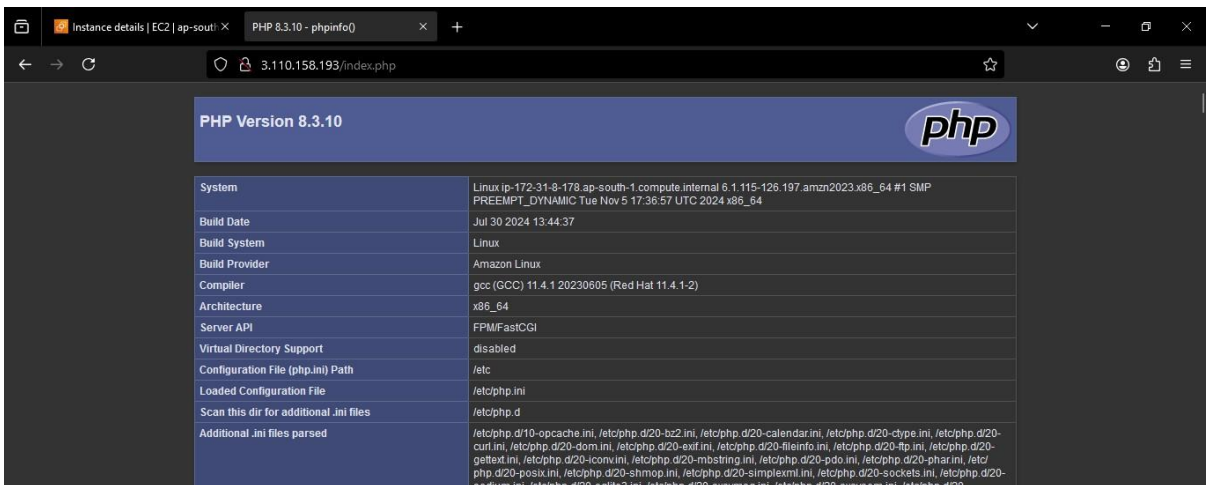 Instance details | EC2 | ap-south
PHP 8.3.10 - phpinfo()
3.110.158.193/index.php
PHP Version 8.3.10
php
System
Linux ip-172-31-8-178.ap-south-1.compute.internal 6.1.115-126.197.amzn2023.x86_64 #1 SMP
PREEMPT_DYNAMIC Tue Nov 5 17:36:57 UTC 2024 x86_64
Build Date
Jul 30 2024 13:44:37
Build System
Linux
Build Provider
Amazon Linux
Compiler
gcc (GCC) 11.4.1 20230605 (Red Hat 11.4.1-2)
Architecture
x86_64
Server API
FPM/FastCGI
Virtual Directory Support
disabled
Configuration File (php.ini) Path
/etc
Loaded Configuration File
/etc/php.ini
Scan this dir for additional .ini files
/etc/php.d
Additional .ini files parsed
/etc/php.d/10-opcache.ini, /etc/php.d/20-bz2.ini, /etc/php.d/20-calendar.ini, /etc/php.d/20-ctype.ini, /etc/php.d/20-
curl.ini, /etc/php.d/20-dom.ini, /etc/php.d/20-exif.ini, /etc/php.d/20-fileinfo.ini, /etc/php.d/20-ftp.ini, /etc/php.d/20-
gettext.ini, /etc/php.d/20-iconv.ini, /etc/php.d/20-mbstring.ini, /etc/php.d/20-pdo.ini, /etc/php.d/20-phar.ini, /etc/
php.d/20-posix.ini, /etc/php.d/20-shmop.ini, /etc/php.d/20-simplexml.ini, /etc/php.d/20-sockets.ini, /etc/php.d/20-